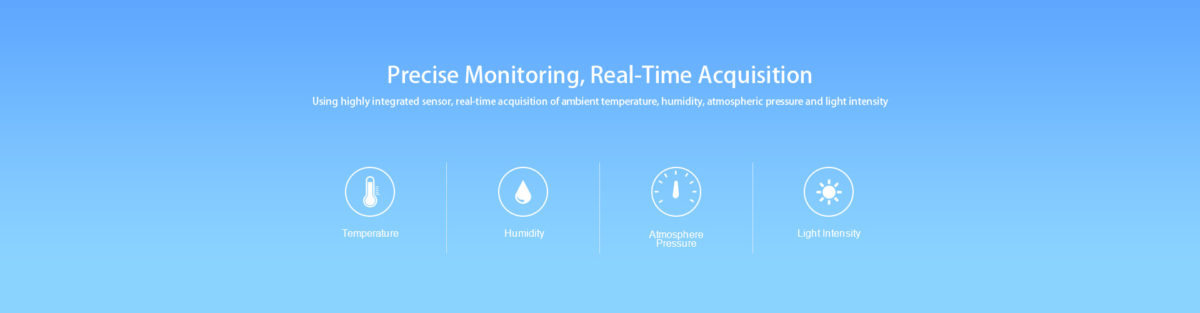 Precise Monitoring, Real-Time Acquisition
Using highly integrated sensor, real-time acquisition of ambient temperature, humidity, atmospheric pressure and light intensity
Temperature
Humidity
Atmosphere
Pressure
Light Intensity